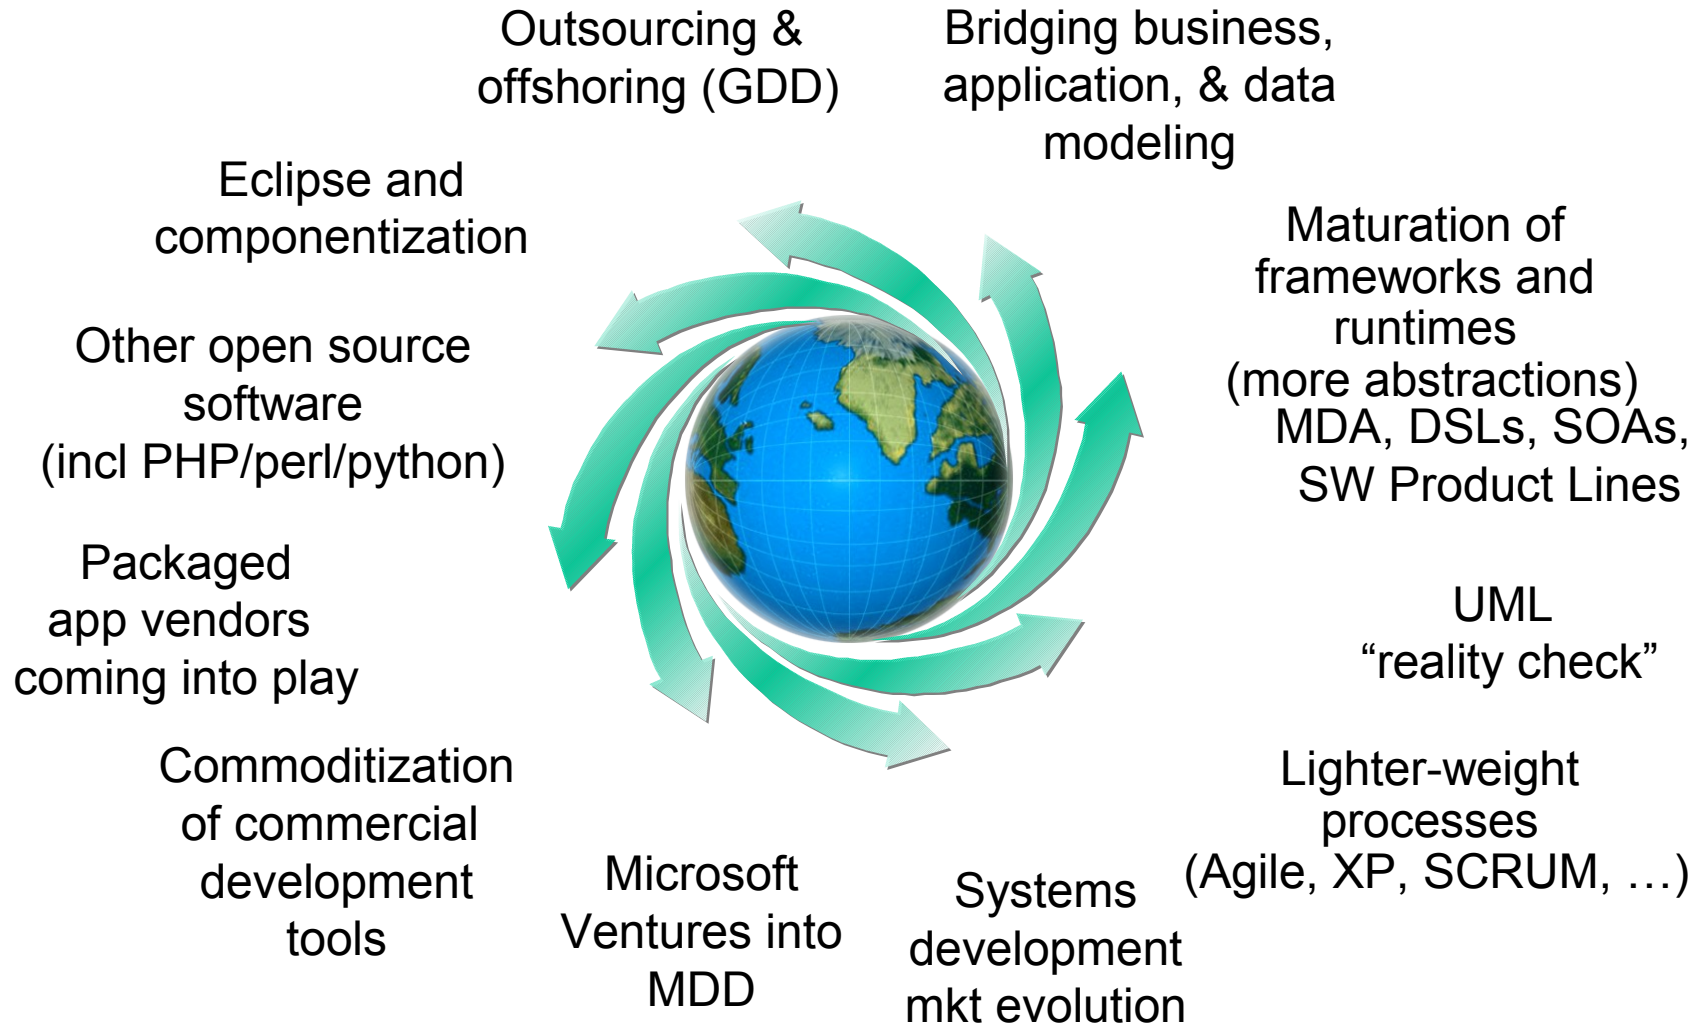 Outsourcing &
offshoring (GDD)
Bridging business,
application, & data
modeling
Eclipse and
componentization
Maturation of
frameworks and
runtimes
(more abstractions)
MDA, DSLs, SOAs,
SW Product Lines
Other open source
software
(incl PHP/perl/python)
Packaged
app vendors
coming into play
UML
“reality check”
Commoditization
of commercial
development
tools
Lighter-weight
processes
(Agile, XP, SCRUM, …)
Microsoft
Ventures into
MDD
Systems
development
mkt evolution